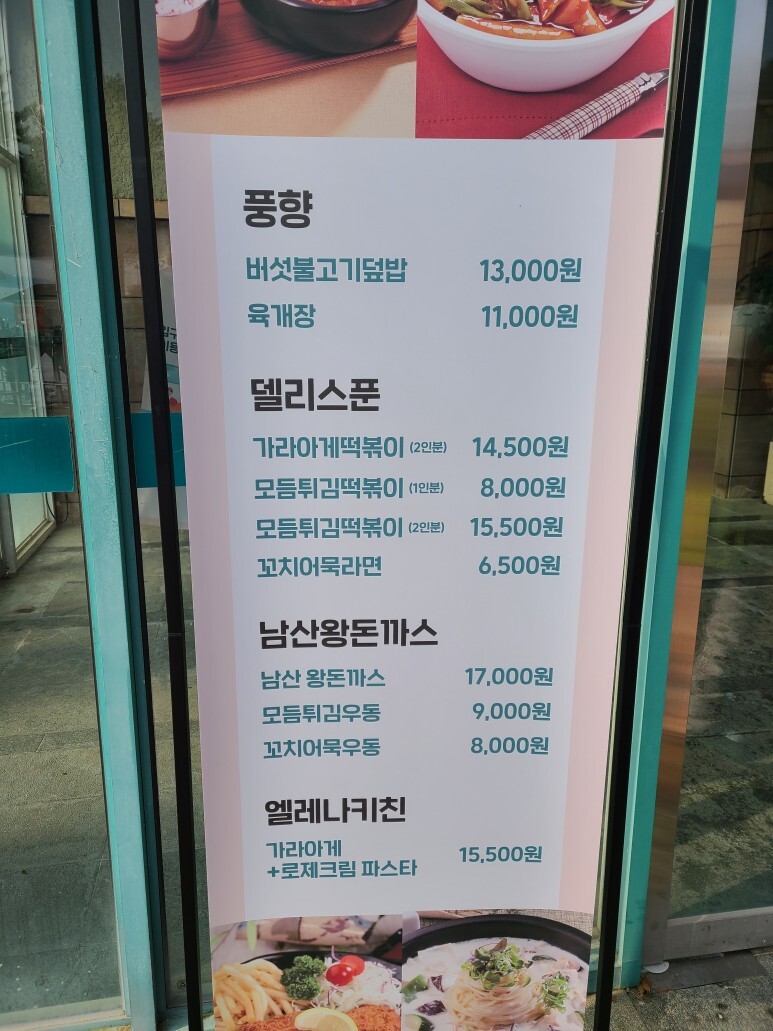 풍향
버섯불고기덮밥 13,000원
육개장 11,000원
델리스푼
가라아게떡볶이 (2인분) 14,500원
모듬튀김떡볶이 (1인분) 8,000원
모듬튀김떡볶이 (2인분) 15,500원
꼬치어묵라면 6,500원
남산왕돈까스
남산 왕돈까스 17,000원
모듬튀김우동 9,000원
꼬치어묵우동 8,000원
엘레나키친
가라아게
+로제크림 파스타 15,500원